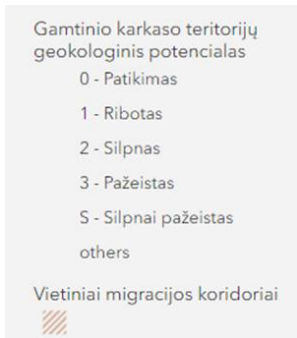 Gamtinio karkaso teritorijų
geokologinis potencialas
0 - Patikimas
1 - Ribotas
2 - Silpnas
3 - Pažeistas
S - Silpnai pažeistas
others
Vietiniai migracijos koridoriai